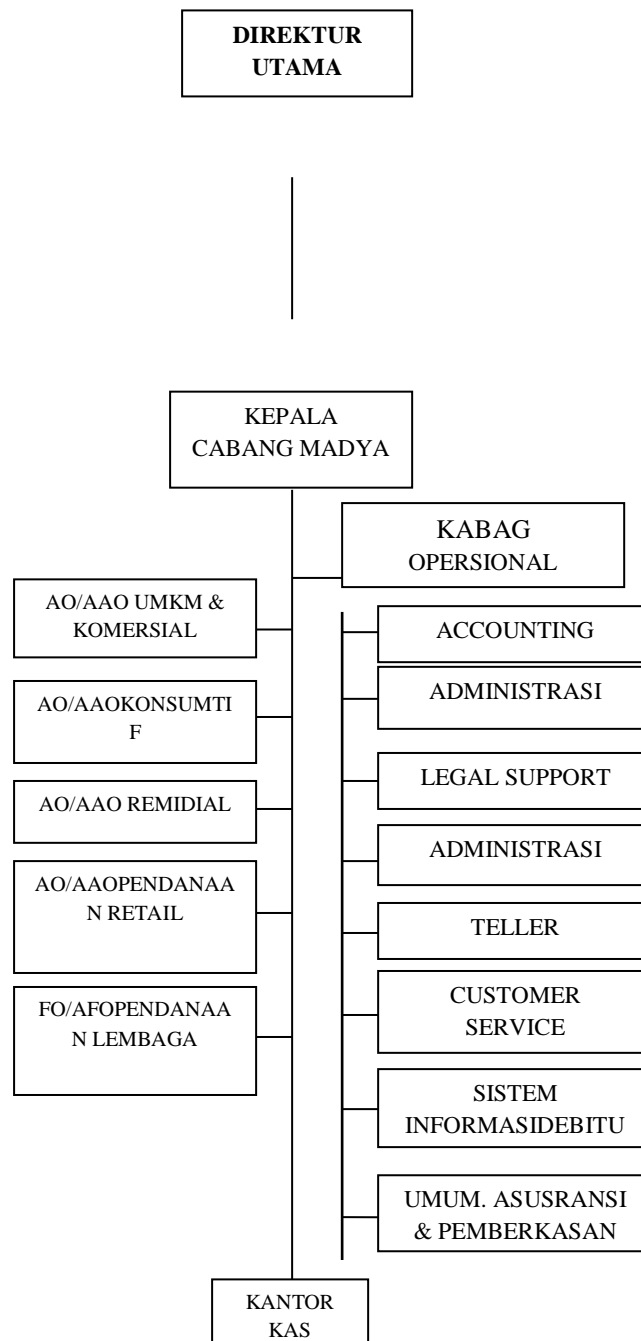 DIREKTUR
UTAMA
KEPALA
CABANG MADYA
KABAG
OPERSIONAL
AO/AAO UMKM &
KOMERSIAL
AO/AAOKONSUMTI
F
AO/AAO REMIDIAL
AO/AAOPENDANAA
N RETAIL
FO/AFOPENDANAA
N LEMBAGA
ACCOUNTING
ADMINISTRASI
LEGAL SUPPORT
ADMINISTRASI
TELLER
CUSTOMER
SERVICE
SISTEM
INFORMASIDEBITU
UMUM. ASUSRANSI
& PEMBERKASAN
KANTOR
KAS